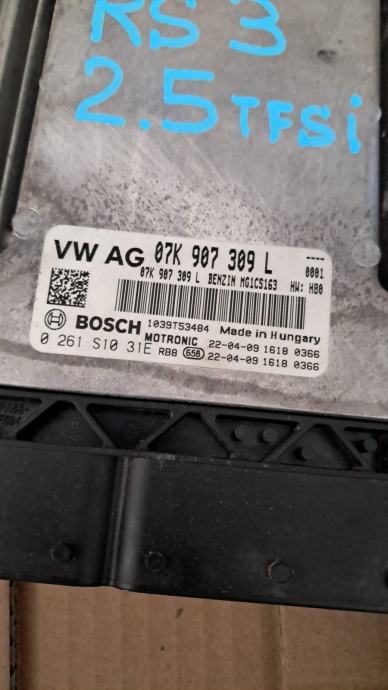 RS 3
2.5 TFSi
VW AG 07K 907 309 L ----
0001
07K 907 309 L BENZIN MG1CS163 HW: H80
BOSCH 1039T53484 Made in Hungary
MOTRONIC 22-04-09 1618 0366
0 261 S10 31E RBB 658 22-04-09 1618 0366